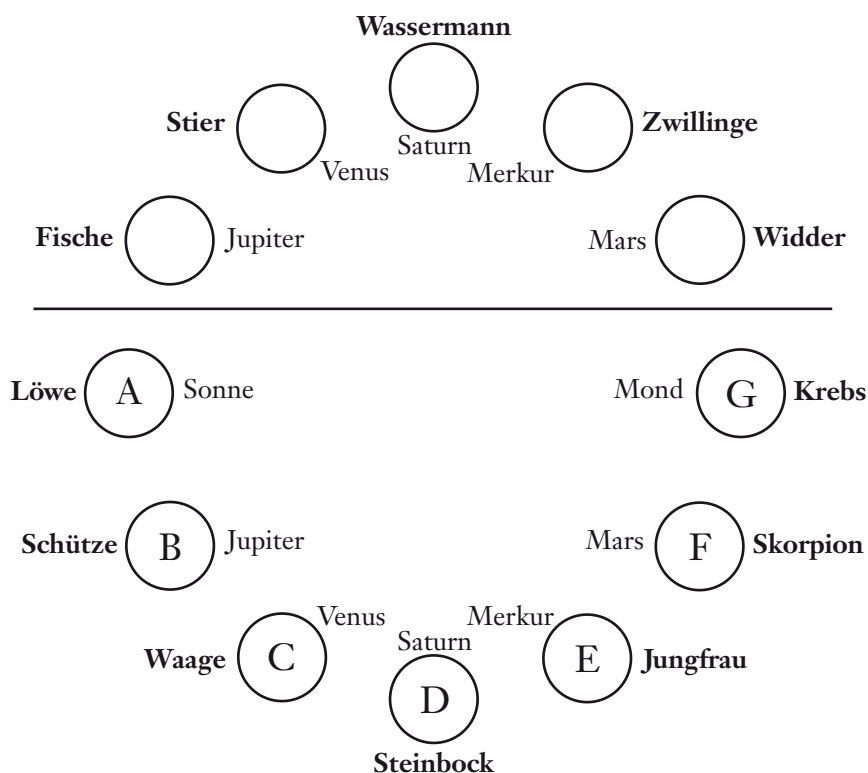 Wassermann
Stier
Zwillinge
Saturn
Venus
Merkur
Fische
Jupiter
Mars
Widder
Löwe
A
Sonne
Mond
G
Krebs
Schütze
B
Jupiter
Mars
F
Skorpion
Venus
Merkur
Saturn
Waage
C
E
Jungfrau
D
Steinbock